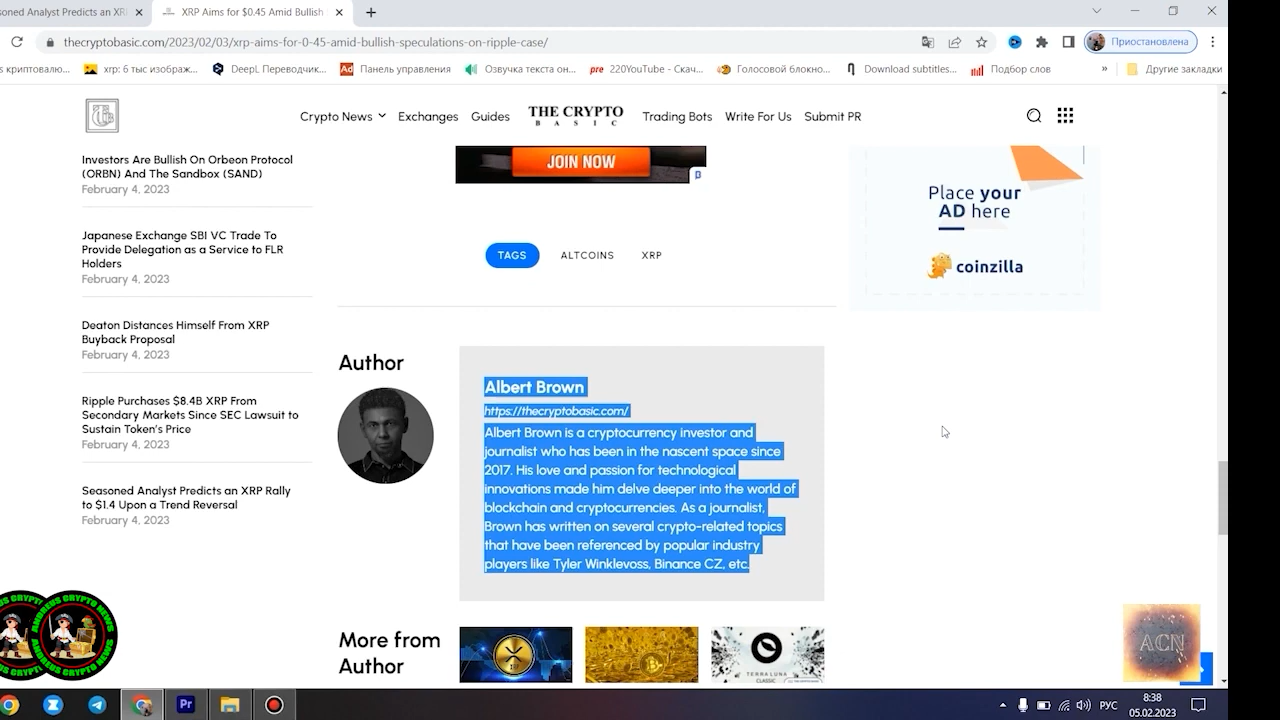 soned Analyst Predicts an XR
XRP Aims for $0.45 Amid Bullish
thecryptobasic.com/2023/02/03/xrp-aims-for-0-45-amid-bullish-speculations-on-ripple-case/
Приостановлена
s криптовалю...
xrp: 6 тыс изображ...
DeepL Переводчик...
Ad
Панель управления
Озвучка текста он...
pre
220YouTube - Скач...
Голосовой блокно...
Download subtitles...
Подбор слов
»
Другие закладки
Crypto News
Exchanges
Guides
THE CRYPTO
BASIC
Trading Bots
Write For Us
Submit PR
Investors Are Bullish On Orbeon Protocol
(ORBN) And The Sandbox (SAND)
February 4, 2023
Japanese Exchange SBI VC Trade To
Provide Delegation as a Service to FLR
Holders
February 4, 2023
Deaton Distances Himself From XRP
Buyback Proposal
February 4, 2023
Ripple Purchases $8.4B XRP From
Secondary Markets Since SEC Lawsuit to
Sustain Token's Price
February 4, 2023
Seasoned Analyst Predicts an XRP Rally
to $1.4 Upon a Trend Reversal
February 4, 2023
JOIN NOW
TAGS
ALTCOINS
XRP
Place your
AD here
coinzilla
Author
Albert Brown
https://thecryptobasic.com/
Albert Brown is a cryptocurrency investor and
journalist who has been in the nascent space since
2017. His love and passion for technological
innovations made him delve deeper into the world of
blockchain and cryptocurrencies. As a journalist,
Brown has written on several crypto-related topics
that have been referenced by popular industry
players like Tyler Winklevoss, Binance CZ, etc.
More from
Author
TERRA LUNA
CLASSIC
ANDREUS CRYPTO NEWS
ACN
Pr
РУС
8:38
05.02.2023